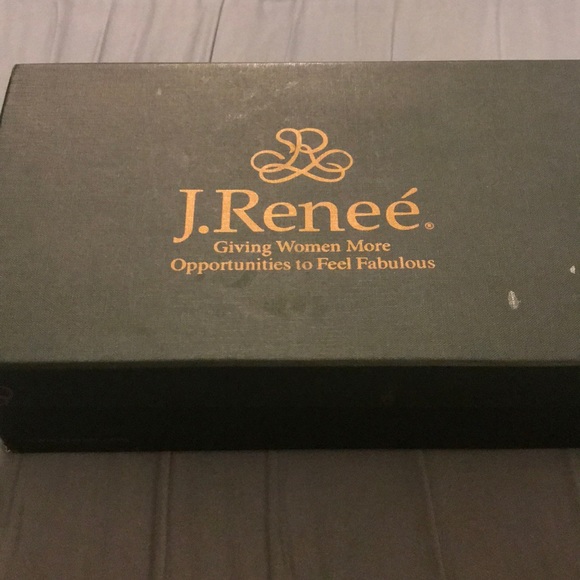 J.Reneé®
Giving Women More
Opportunities to Feel Fabulous